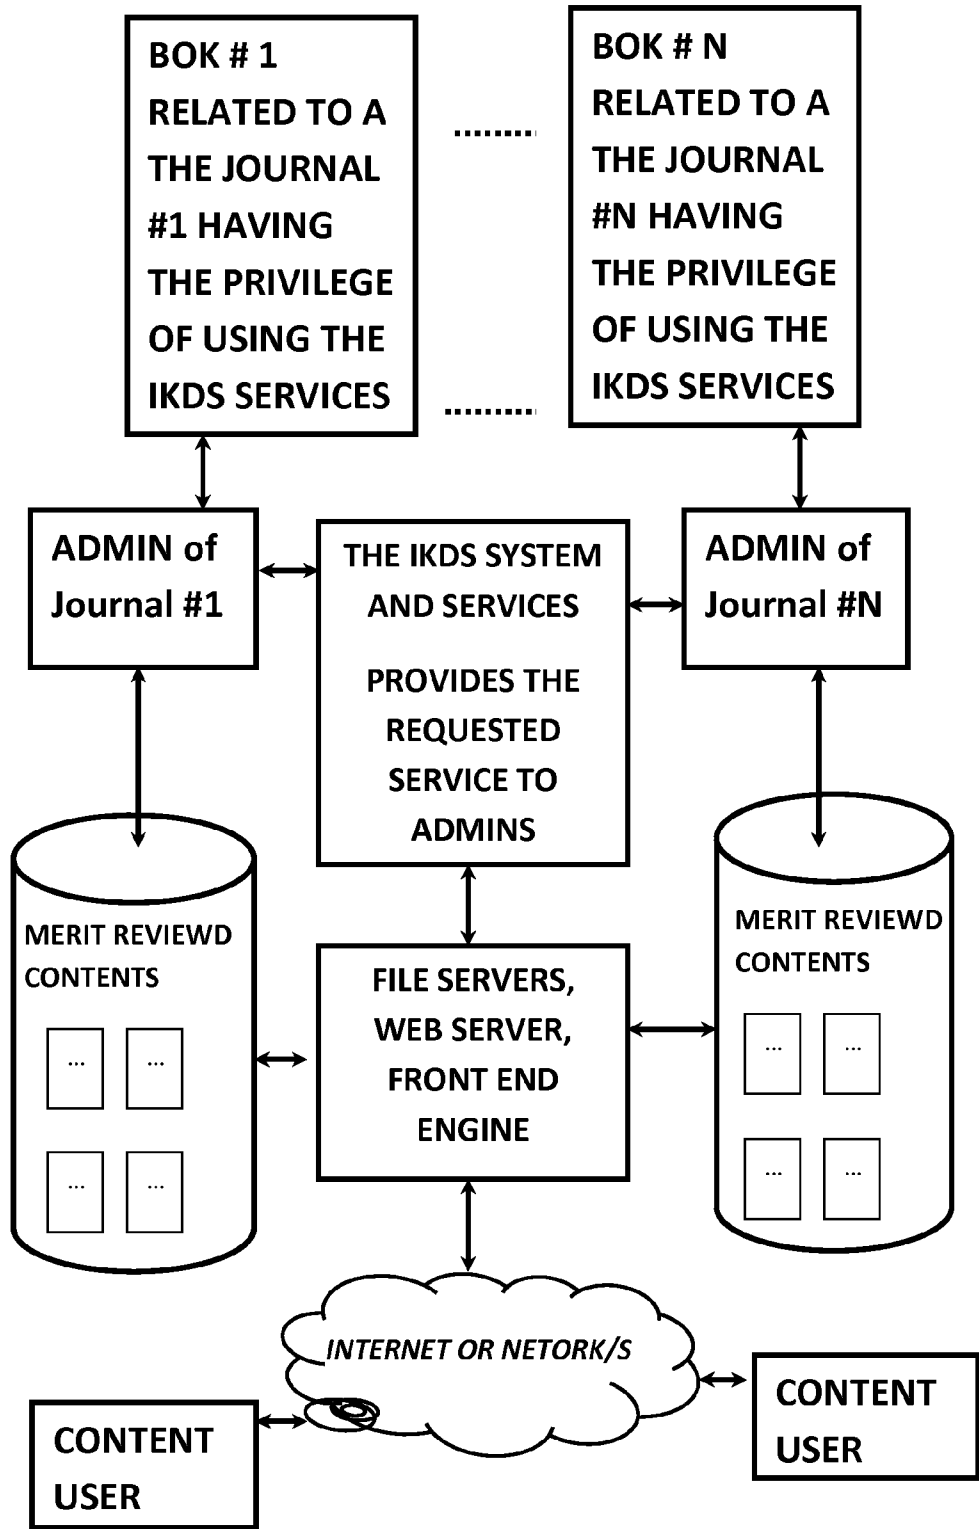 BOK # 1
RELATED TO A
THE JOURNAL
#1 HAVING
THE PRIVILEGE
OF USING THE
IKDS SERVICES
BOK # N
RELATED TO A
THE JOURNAL
#N HAVING
THE PRIVILEGE
OF USING THE
IKDS SERVICES
ADMIN of
Journal #1
THE IKDS SYSTEM
AND SERVICES
PROVIDES THE
REQUESTED
SERVICE TO
ADMINS
ADMIN of
Journal #N
MERIT REVIEWD
CONTENTS
...
...
...
...
FILE SERVERS,
WEB SERVER,
FRONT END
ENGINE
MERIT REVIEWD
CONTENTS
...
...
...
...
INTERNET OR NETORK/S
CONTENT
USER
CONTENT
USER